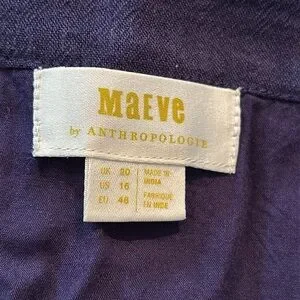 MAEVE
by ANTHROPOLOGIE
UK 20
US 16
EU 48
MADE IN
INDIA
FABRIQUÉ
EN INDE